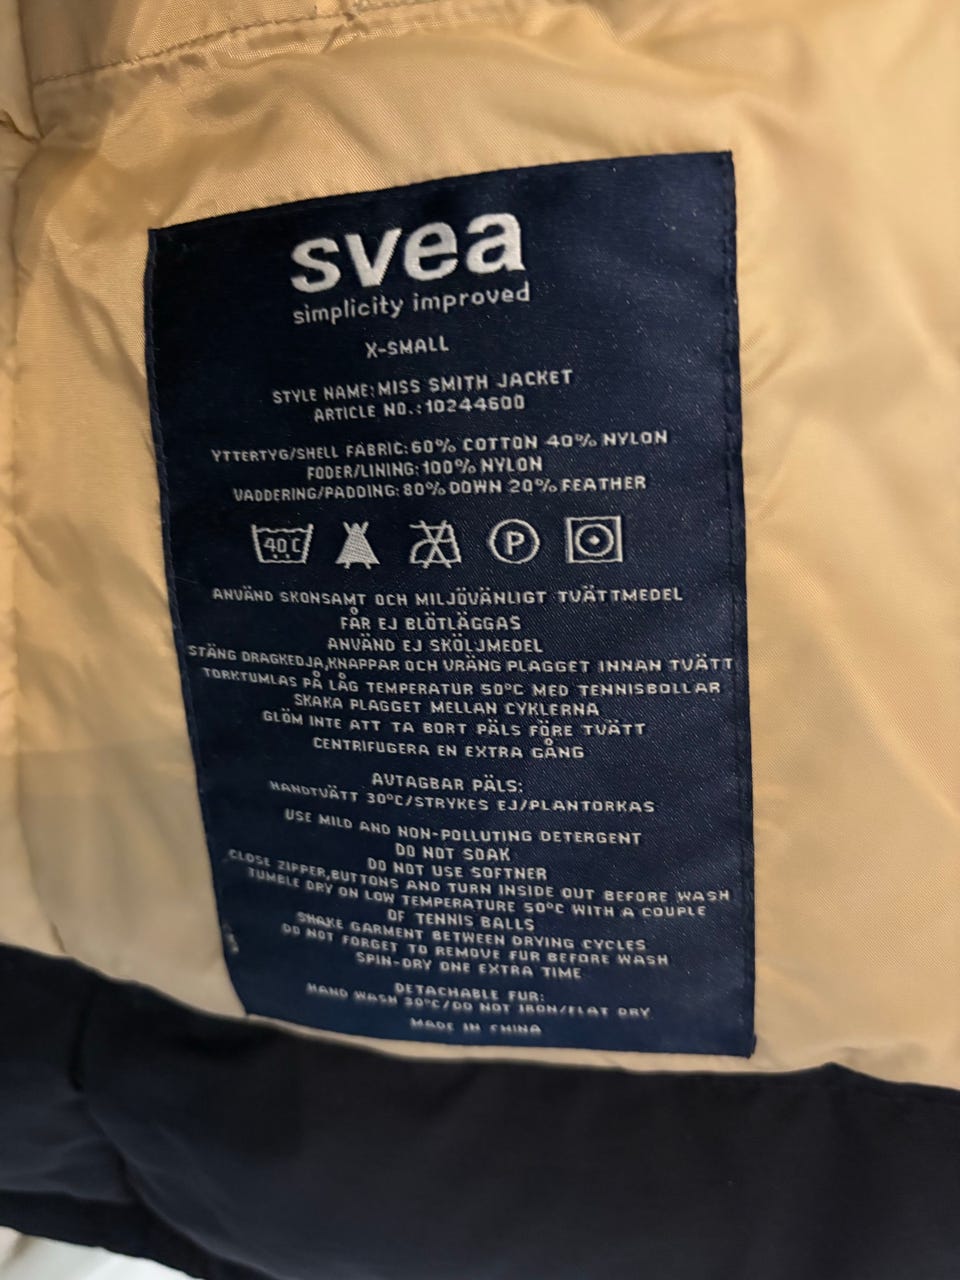 svea
simplicity improved
X-SMALL
STYLE NAME: MISS SMITH JACKET
ARTICLE NO.: 10244600
YTTERTYG/SHELL FABRIC: 60% COTTON 40% NYLON
FODER/LINING: 100% NYLON
VADDERING/PADDING: 80% DOWN 20% FEATHER
40C P
ANVÄND SKONSAMT OCH MILJÖVÄNLIGT TVÄTTMEDEL
FÅR EJ BLÖTLÄGGAS
ANVÄND EJ SKÖLJMEDEL
STÄNG DRAGKEDJA,KNAPPAR OCH VRÄNG PLAGGET INNAN TVÄTT
TORKTUMLAS PÅ LÅG TEMPERATUR 50°C MED TENNISBOLLAR
SKAKA PLAGGET MELLAN CYKLERNA
GLÖM INTE ATT TA BORT PÄLS FÖRE TVÄTT
CENTRIFUGERA EN EXTRA GÅNG
AVTAGBAR PÄLS:
HANDTVÄTT 30°C/STRYKES EJ/PLANTORKAS
USE MILD AND NON-POLLUTING DETERGENT
DO NOT SOAK
DO NOT USE SOFTNER
CLOSE ZIPPER,BUTTONS AND TURN INSIDE OUT BEFORE WASH
TUMBLE DRY ON LOW TEMPERATURE 50°C WITH A COUPLE
OF TENNIS BALLS
SHAKE GARMENT BETWEEN DRYING CYCLES
DO NOT FORGET TO REMOVE FUR BEFORE WASH
SPIN-DRY ONE EXTRA TIME
DETACHABLE FUR:
HAND WASH 30°C/DO NOT IRON/FLAT DRY
MADE IN CHINA